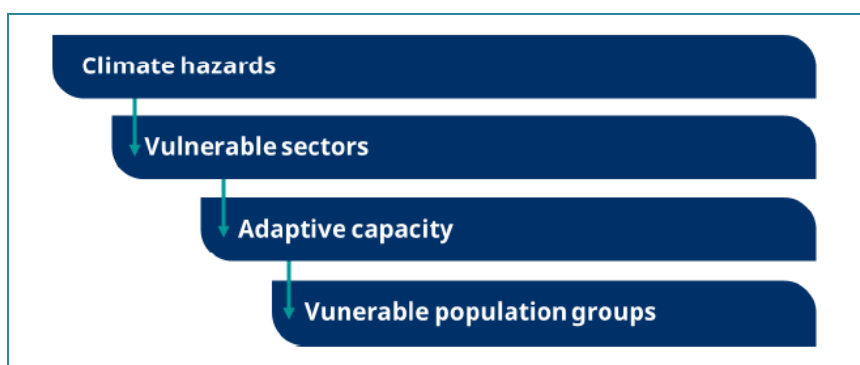 Climate hazards
Vulnerable sectors
Adaptive capacity
Vunerable population groups